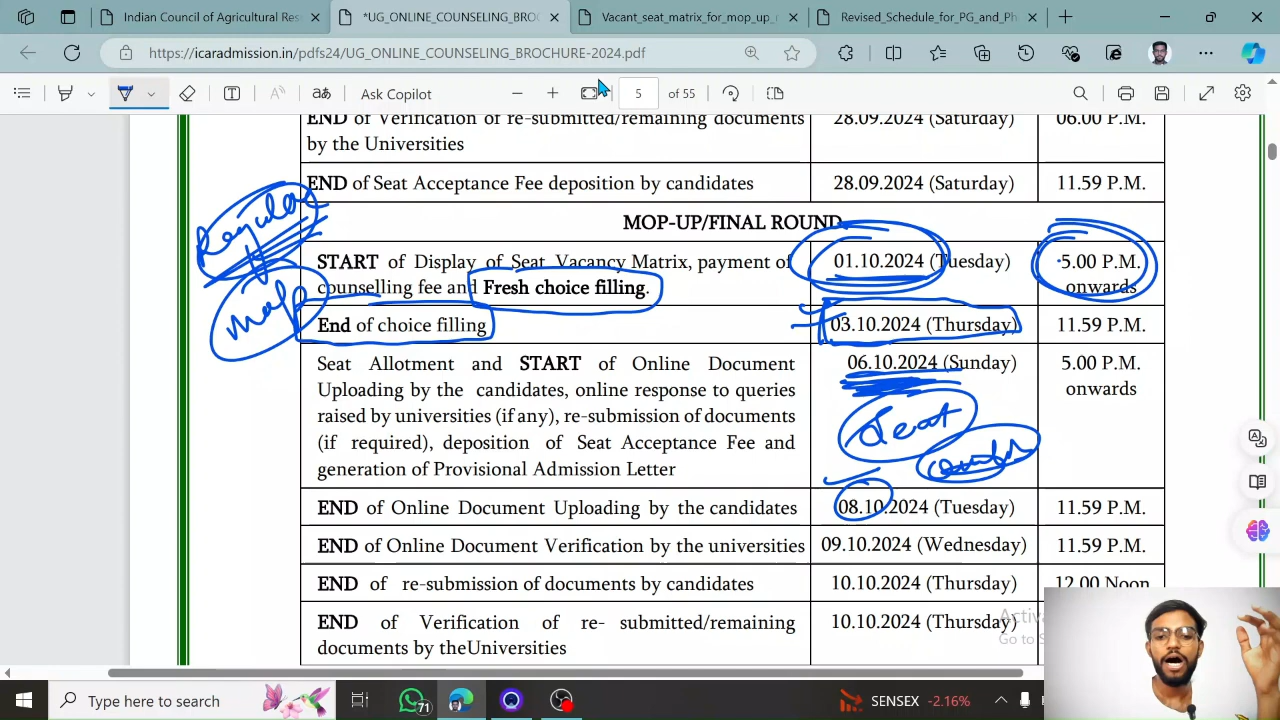 Indian Council of Agricultural Res
*UG_ONLINE_COUNSELING_BROC
Vacant_seat_matrix_for_mop_up_r
Revised_Schedule_for_PG_and_Ph
https://icaradmission.in/pdfs24/UG_ONLINE_COUNSELING_BROCHURE-2024.pdf
Ask Copilot
5 of 55
END of Verification of re-submitted/remaining documents 28.09.2024 (Saturday) 06.00 P.M.
by the Universities
END of Seat Acceptance Fee deposition by candidates 28.09.2024 (Saturday) 11.59 P.M.
MOP-UP/FINAL ROUND
Regular
START of Display of Seat Vacancy Matrix, payment of 01.10.2024 (Tuesday) 5.00 P.M.
counselling fee and Fresh choice filling. onwards
Mop
End of choice filling 03.10.2024 (Thursday) 11.59 P.M.
Seat Allotment and START of Online Document 06.10.2024 (Sunday) 5.00 P.M.
Uploading by the candidates, online response to queries onwards
raised by universities (if any), re-submission of documents
(if required), deposition of Seat Acceptance Fee and
generation of Provisional Admission Letter
Seat
END of Online Document Uploading by the candidates 08.10.2024 (Tuesday) 11.59 P.M.
END of Online Document Verification by the universities 09.10.2024 (Wednesday) 11.59 P.M.
END of re-submission of documents by candidates 10.10.2024 (Thursday) 12.00 Noon
END of Verification of re- submitted/remaining 10.10.2024 (Thursday)
documents by theUniversities
Activ
Go to S
Type here to search
71
SENSEX -2.16%